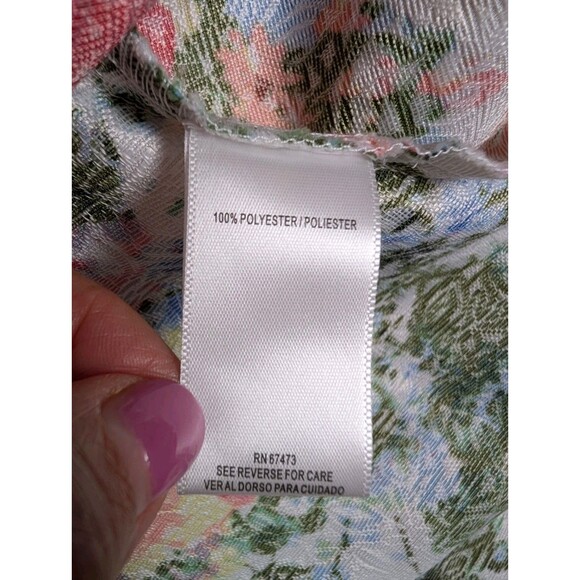 100% POLYESTER / POLIESTER
RN 67473
SEE REVERSE FOR CARE
VER AL DORSO PARA CUIDADO